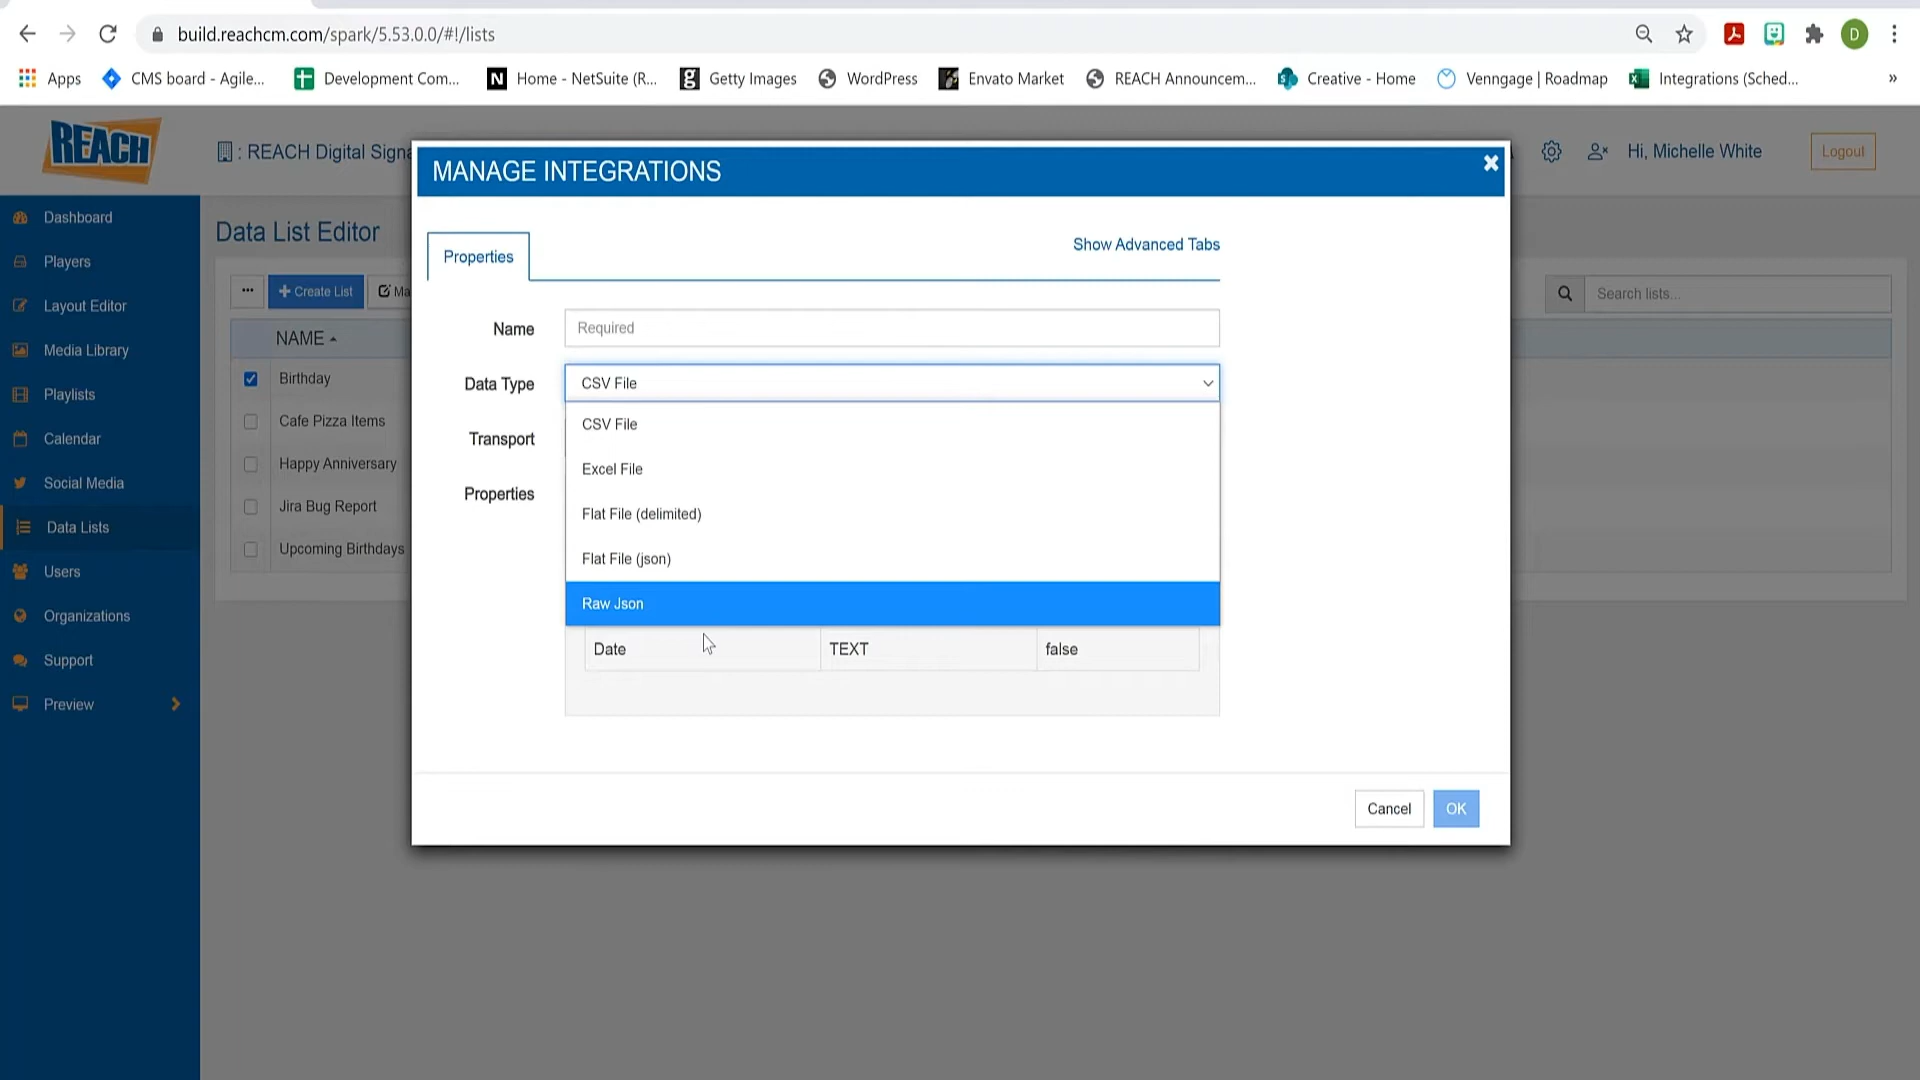 build.reachcm.com/spark/5.53.0.0/#!/lists
D
Apps
CMS board - Agile...
Development Com...
Home - NetSuite (R...
Getty Images
WordPress
Envato Market
REACH Announcem...
Creative - Home
Venngage | Roadmap
Integrations (Sched...
»
REACH
: REACH Digital Signa
Hi, Michelle White
Logout
MANAGE INTEGRATIONS
Dashboard
Players
Layout Editor
Media Library
Playlists
Calendar
Social Media
Data Lists
Users
Organizations
Support
Preview
Data List Editor
...
Create List
Ma
Search lists...
NAME
Birthday
Cafe Pizza Items
Happy Anniversary
Jira Bug Report
Upcoming Birthdays
Properties
Show Advanced Tabs
Name
Required
Data Type
CSV File
CSV File
Transport
Excel File
Properties
Flat File (delimited)
Flat File (json)
Raw Json
Date TEXT false
Cancel
OK